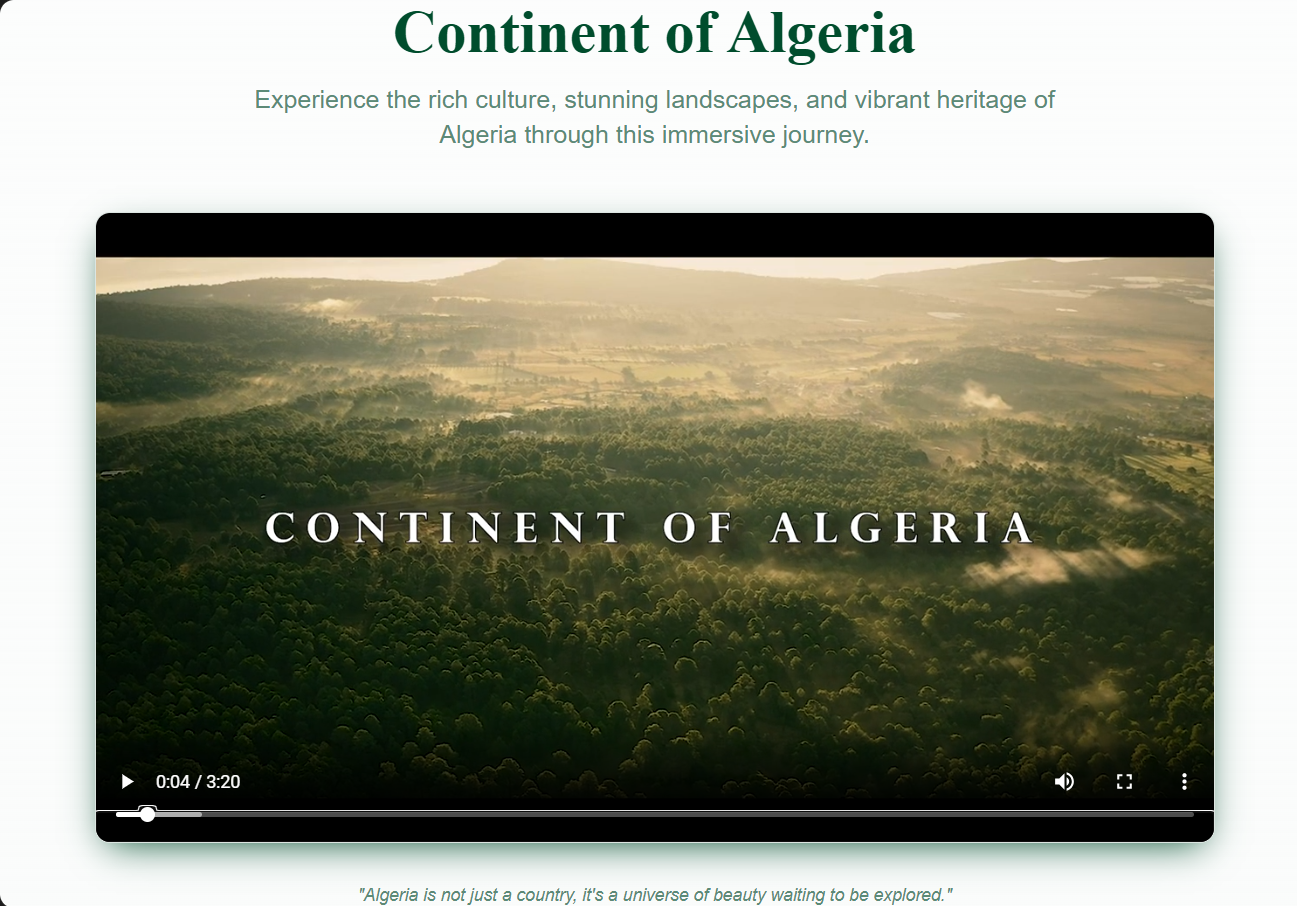 Continent of Algeria
Experience the rich culture, stunning landscapes, and vibrant heritage of
Algeria through this immersive journey.
CONTINENT OF ALGERIA
0:04 / 3:20
"Algeria is not just a country, it's a universe of beauty waiting to be explored."